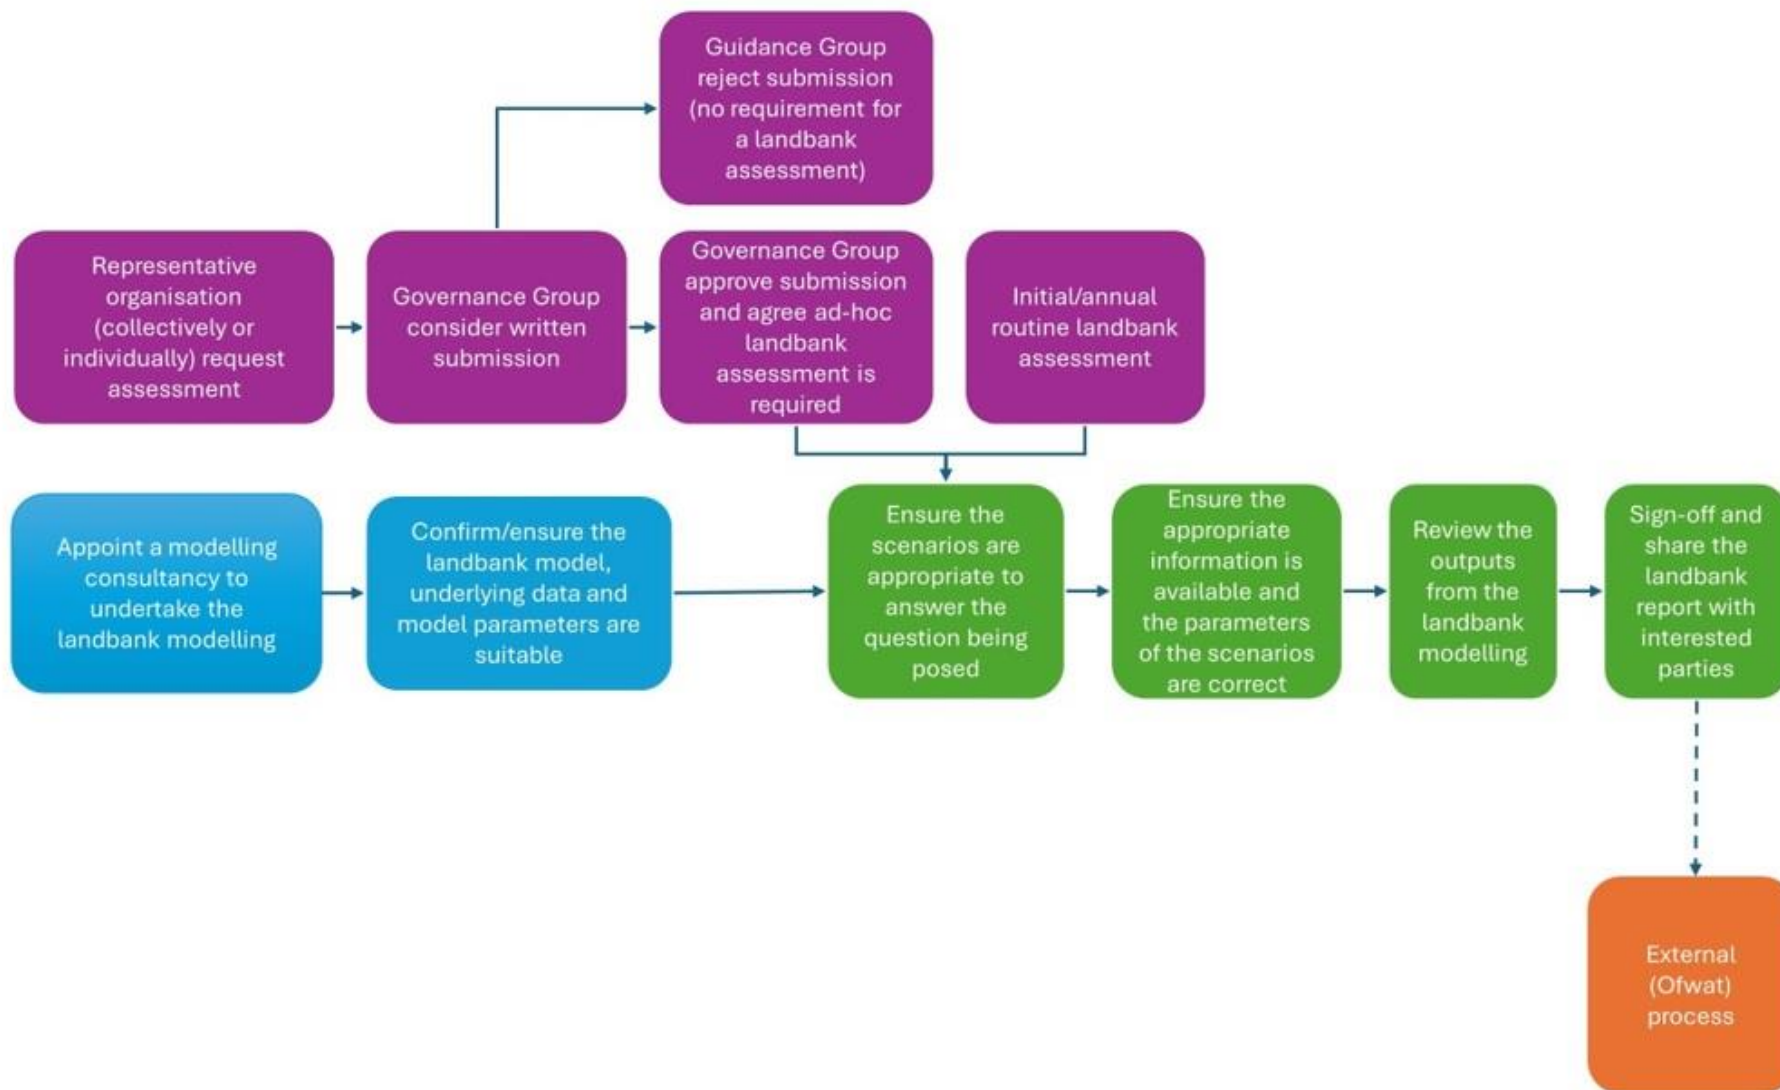 Guidance Group
reject submission
(no requirement for
a landbank
assessment)
Representative
organisation
(collectively or
individually) request
assessment
Governance Group
consider written
submission
Governance Group
approve submission
and agree ad-hoc
landbank
assessment is
required
Initial/annual
routine landbank
assessment
Appoint a modelling
consultancy to
undertake the
landbank modelling
Confirm/ensure the
landbank model,
underlying data and
model parameters are
suitable
Ensure the
scenarios are
appropriate to
answer the
question being
posed
Ensure the
appropriate
information is
available and
the parameters
of the scenarios
are correct
Review the
outputs
from the
landbank
modelling
Sign-off and
share the
landbank
report with
interested
parties
External
(Ofwat)
process